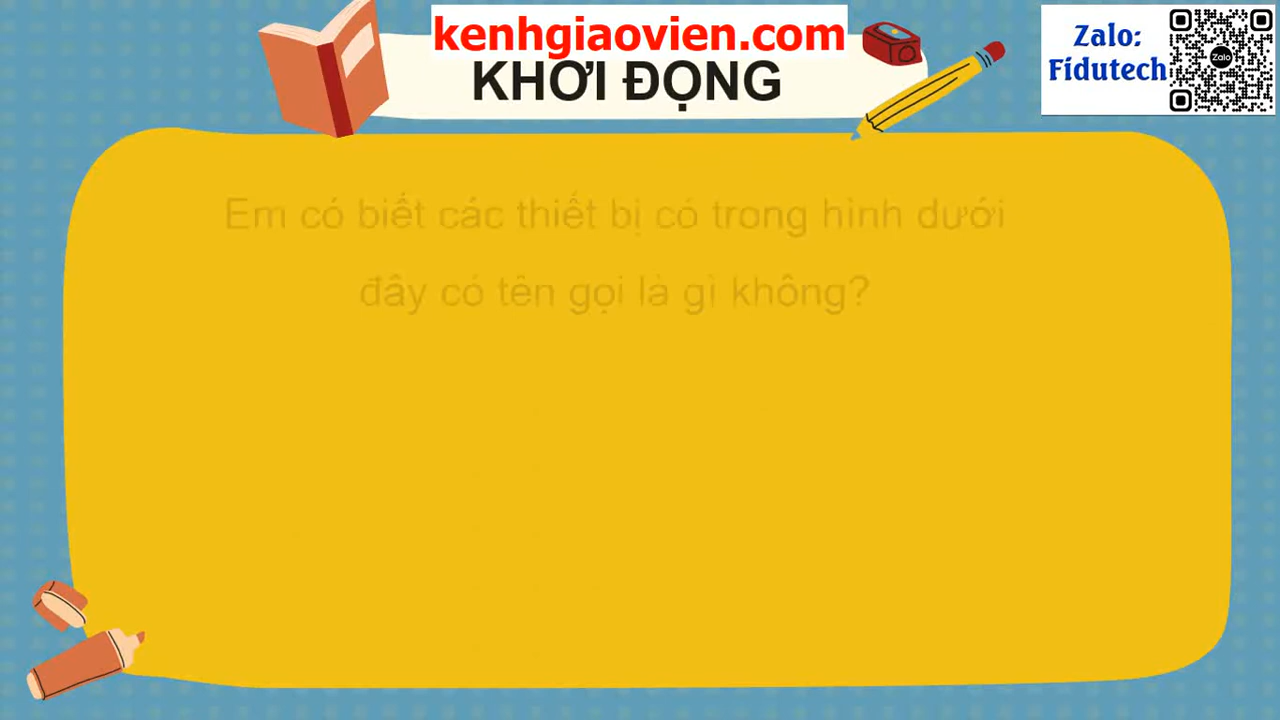 kenhgiaovien.com
KHỞI ĐỘNG
Zalo:
Fidutech
Zalo
Em có biết các thiết bị có trong hình dưới
đây có tên gọi là gì không?